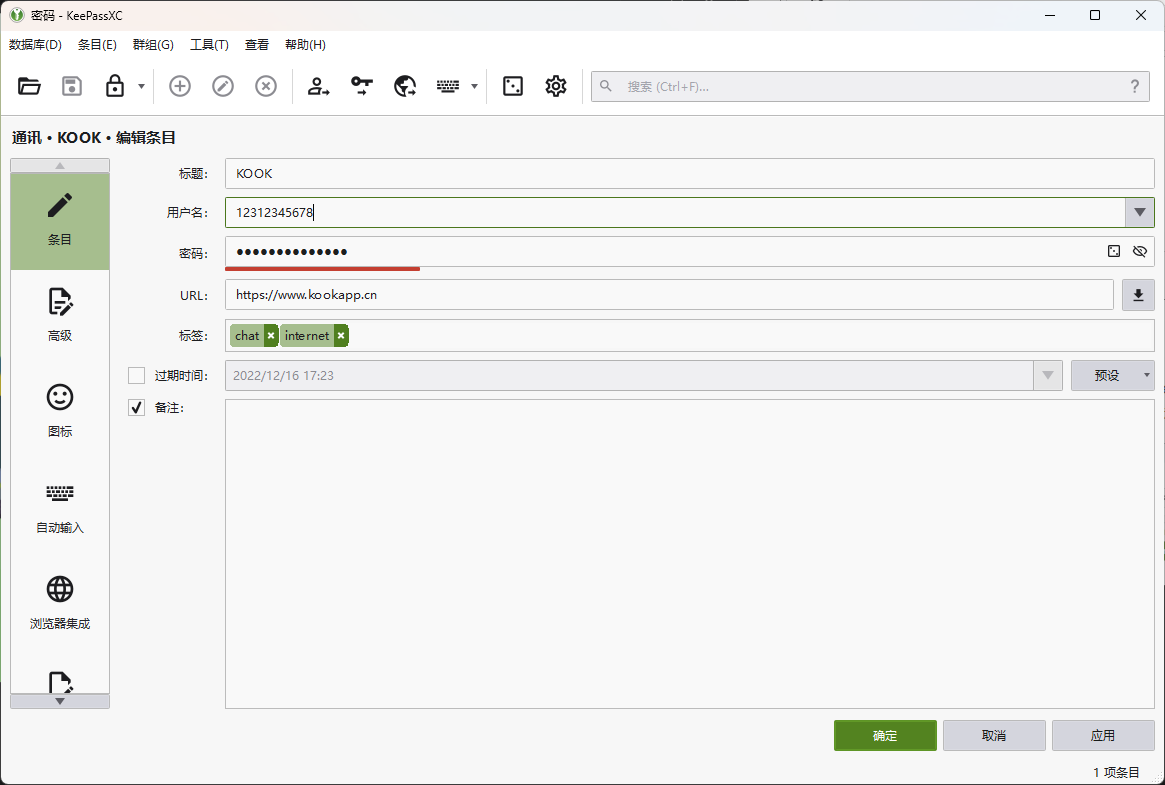 密码 - KeePassXC
数据库(D) 条目(E) 群组(G) 工具(T) 查看 帮助(H)
搜索 (Ctrl+F)... ?
通讯 • KOOK • 编辑条目
条目
高级
图标
自动输入
浏览器集成
标题: KOOK
用户名: 12312345678
密码: ●●●●●●●●●●●●●●
URL: https://www.kookapp.cn
标签: chat × internet ×
过期时间: 2022/12/16 17:23 预设
备注:
确定 取消 应用
1 项条目